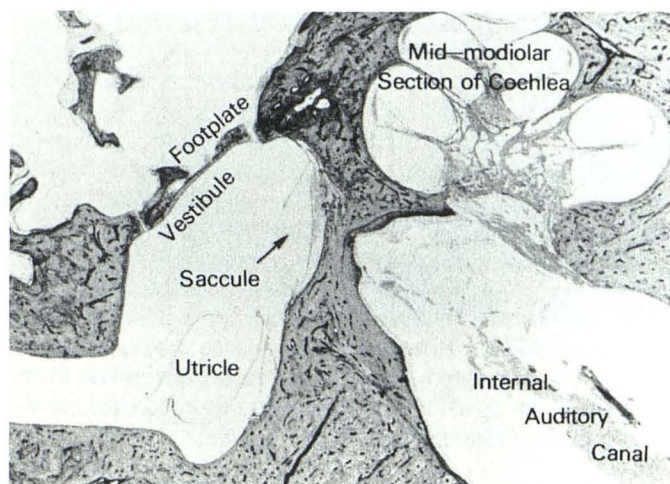 Mid—modiolar
Section of Cochlea
Footplate
Vestibule
Saccule
Utricle
Internal
Auditory
Canal